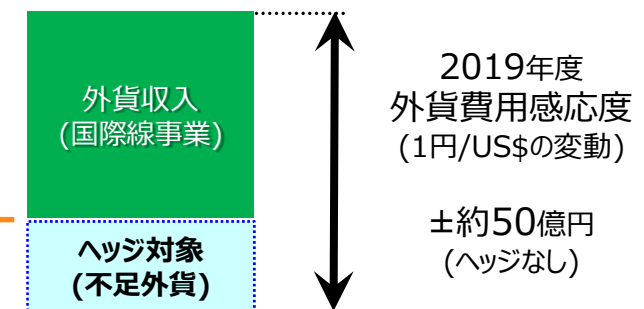 外貨収入
(国際線事業)
ヘッジ対象
(不足外貨)
2019年度
外貨費用感応度
(1円/US$の変動)
±約50億円
(ヘッジなし)